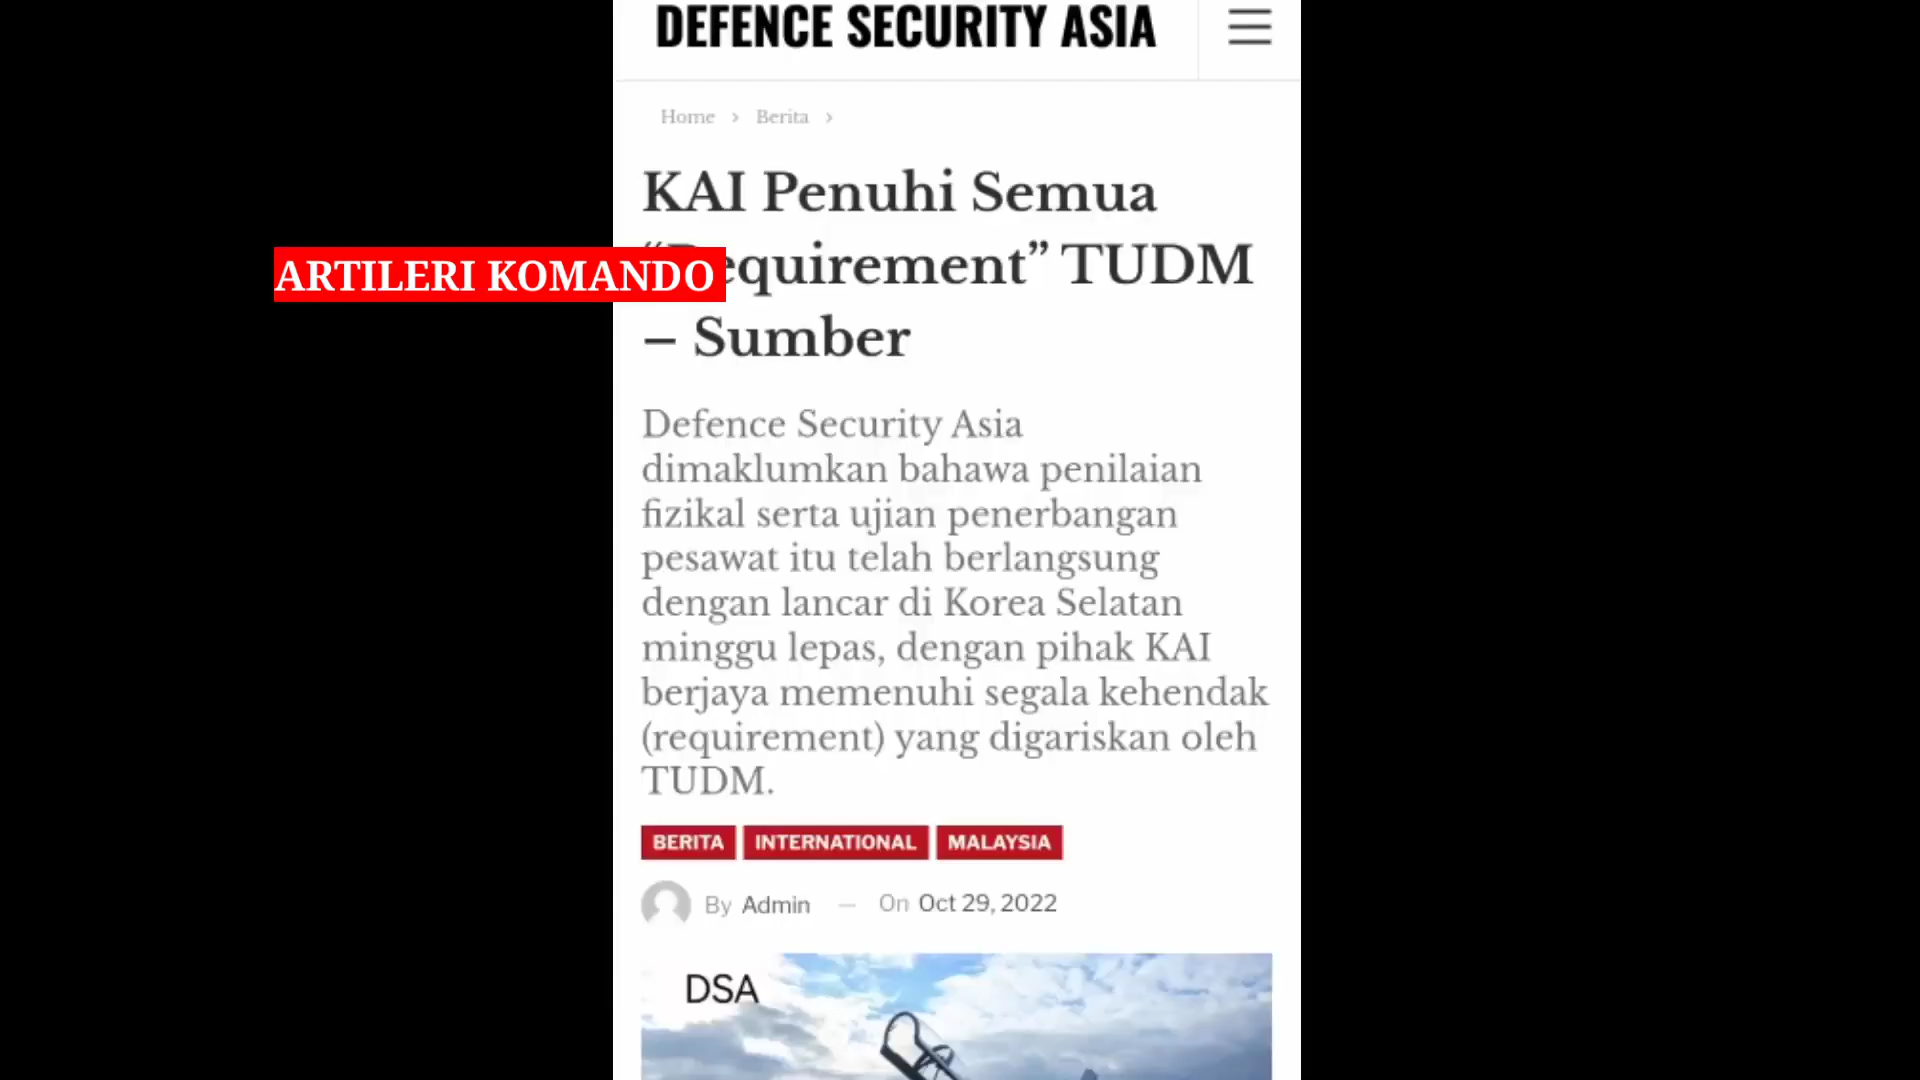 DEFENCE SECURITY ASIA
Home > Berita >
KAI Penuhi Semua
equirement” TUDM
ARTILERI KOMANDO
– Sumber
Defence Security Asia
dimaklumkan bahawa penilaian
fizikal serta ujian penerbangan
pesawat itu telah berlangsung
dengan lancar di Korea Selatan
minggu lepas, dengan pihak KAI
berjaya memenuhi segala kehendak
(requirement) yang digariskan oleh
TUDM.
BERITA INTERNATIONAL MALAYSIA
By Admin — On Oct 29, 2022
DSA